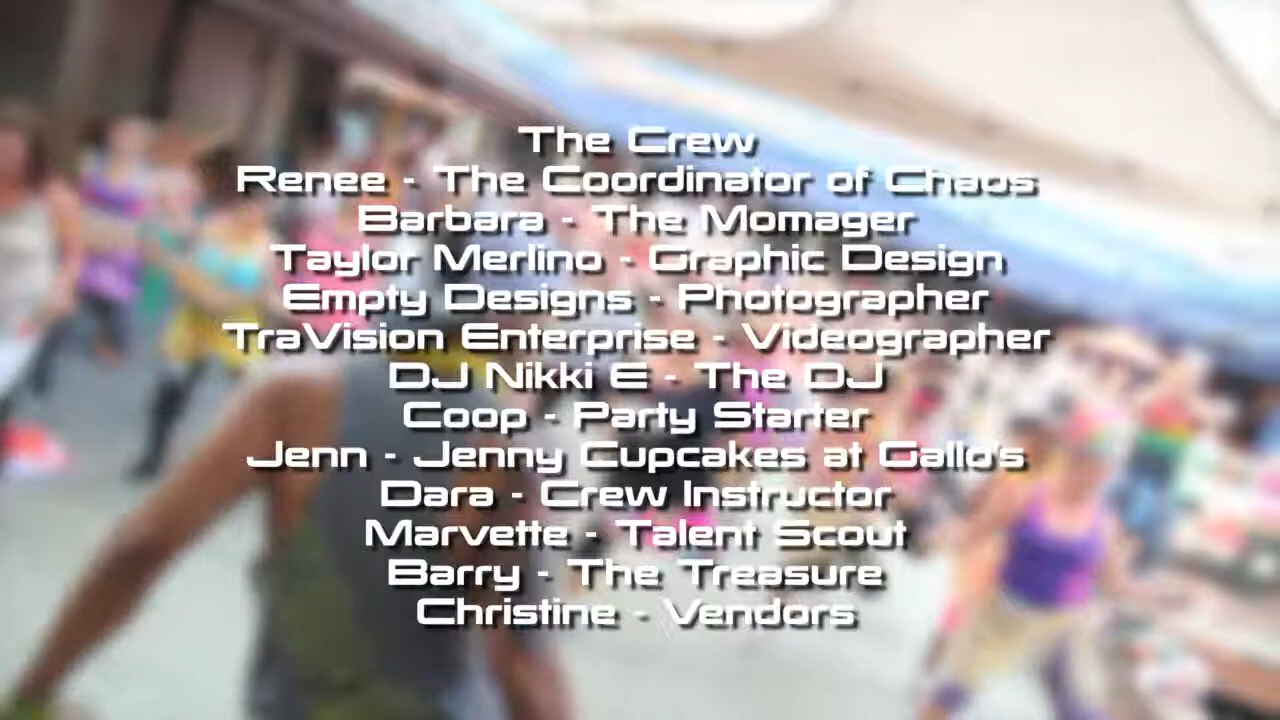 The Crew
Renee - The Coordinator of Chaos
Barbara - The Momager
Taylor Merlino - Graphic Design
Empty Designs - Photographer
TraVision Enterprise - Videographer
DJ Nikki E - The DJ
Coop - Party Starter
Jenn - Jenny Cupcakes at Gallo's
Dara - Crew Instructor
Marvette - Talent Scout
Barry - The Treasure
Christine - Vendors